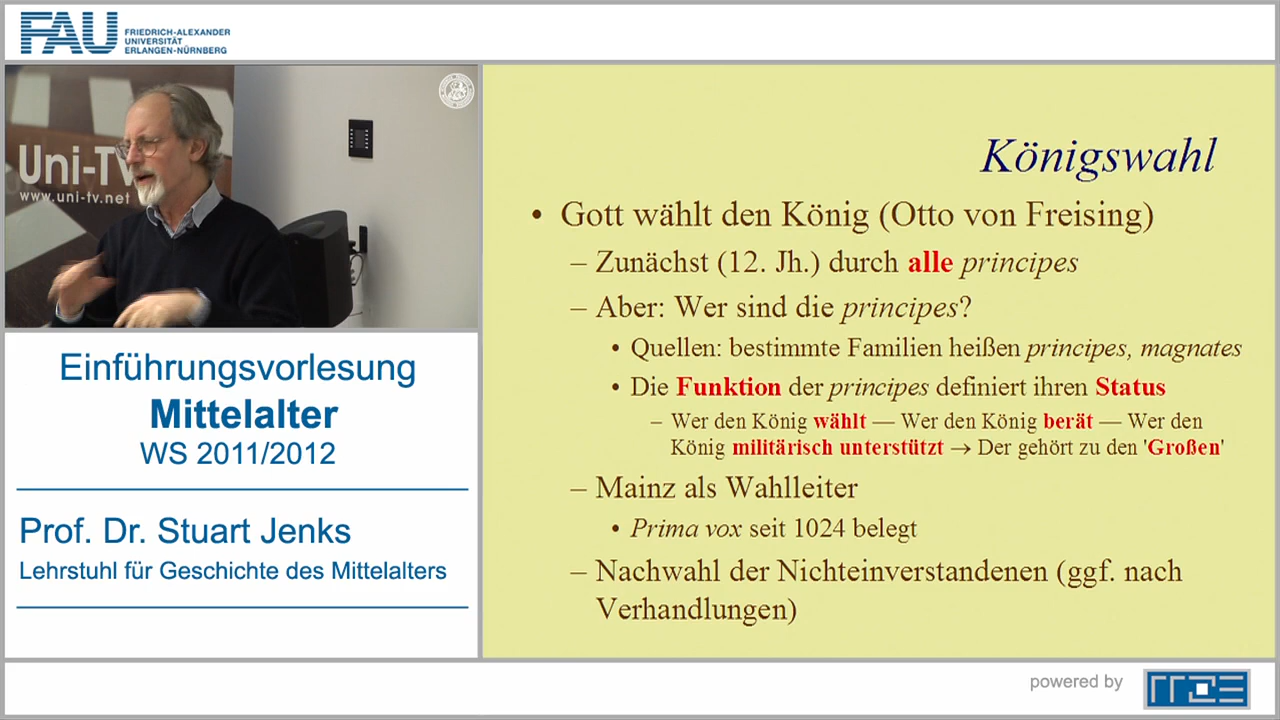 FAU
FRIEDRICH-ALEXANDER
UNIVERSITÄT
ERLANGEN-NÜRNBERG
Uni-Tv
www.uni-tv.net
Einführungsvorlesung
Mittelalter
WS 2011/2012
Prof. Dr. Stuart Jenks
Lehrstuhl für Geschichte des Mittelalters
Königswahl
• Gott wählt den König (Otto von Freising)
– Zunächst (12. Jh.) durch alle principes
– Aber: Wer sind die principes?
• Quellen: bestimmte Familien heißen principes, magnates
• Die Funktion der principes definiert ihren Status
– Wer den König wählt — Wer den König berät — Wer den
König militärisch unterstützt → Der gehört zu den 'Großen'
– Mainz als Wahlleiter
• Prima vox seit 1024 belegt
– Nachwahl der Nichteinverstandenen (ggf. nach
Verhandlungen)
powered by
rrze